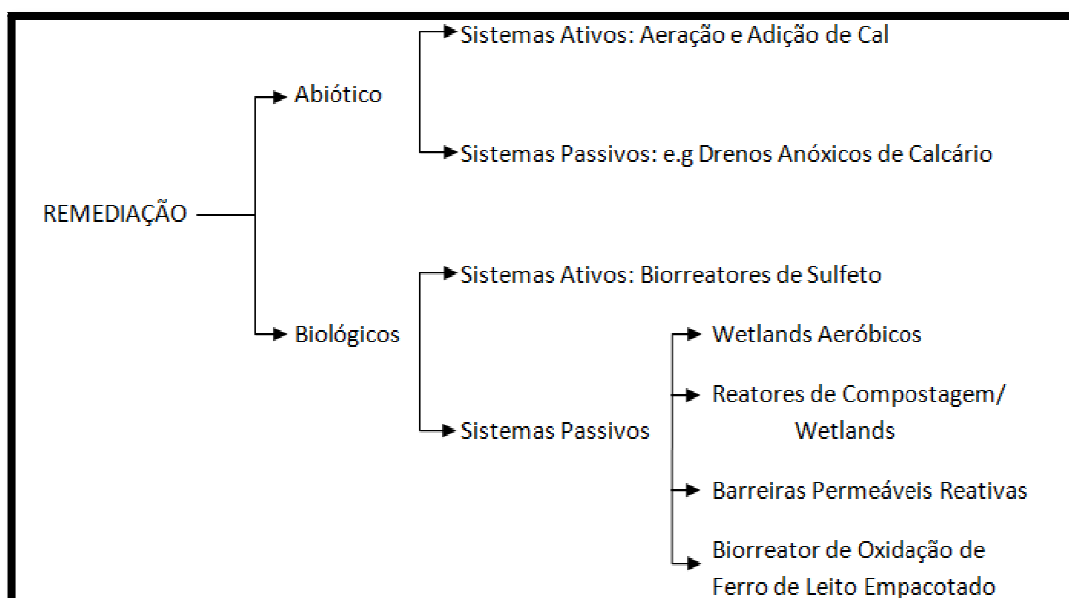 Sistemas Ativos: Aeração e Adição de Cal
Abiótico
Sistemas Passivos: e.g Drenos Anóxicos de Calcário
REMEDIAÇÃO
Sistemas Ativos: Biorreatores de Sulfeto
Biológicos
Wetlands Aeróbicos
Reatores de Compostagem/
Wetlands
Sistemas Passivos
Barreiras Permeáveis Reativas
Biorreator de Oxidação de
Ferro de Leito Empacotado